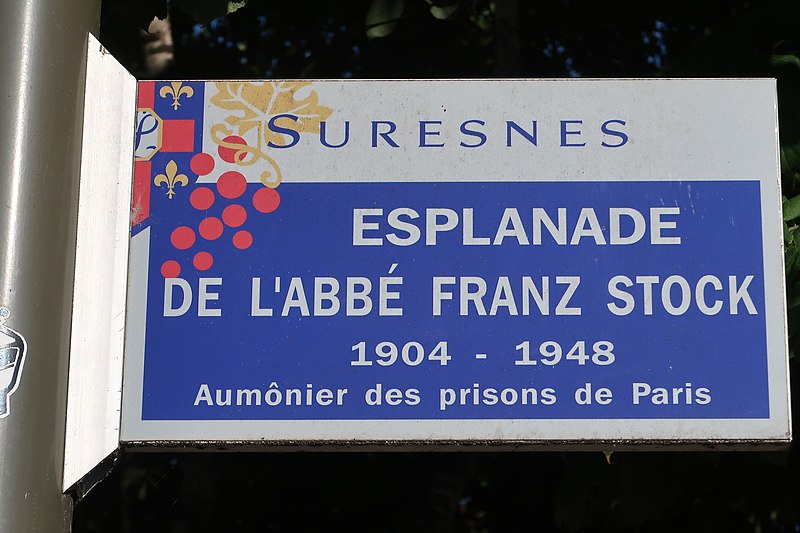 SURESNES
ESPLANADE
DE L'ABBÉ FRANZ STOCK
1904 - 1948
Aumônier des prisons de Paris